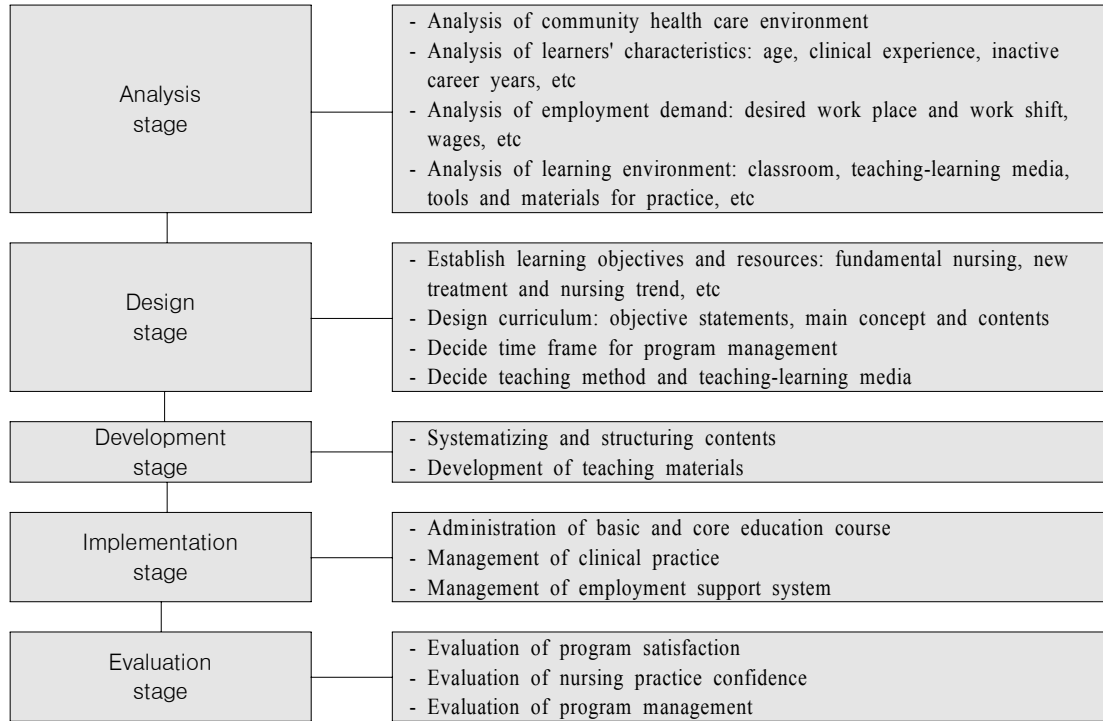 Analysis
stage
- Analysis of community health care environment
- Analysis of learners' characteristics: age, clinical experience, inactive
career years, etc
- Analysis of employment demand: desired work place and work shift,
wages, etc
- Analysis of learning environment: classroom, teaching-learning media,
tools and materials for practice, etc
Design
stage
- Establish learning objectives and resources: fundamental nursing, new
treatment and nursing trend, etc
- Design curriculum: objective statements, main concept and contents
- Decide time frame for program management
- Decide teaching method and teaching-learning media
Development
stage
- Systematizing and structuring contents
- Development of teaching materials
Implementation
stage
- Administration of basic and core education course
- Management of clinical practice
- Management of employment support system
Evaluation
stage
- Evaluation of program satisfaction
- Evaluation of nursing practice confidence
- Evaluation of program management